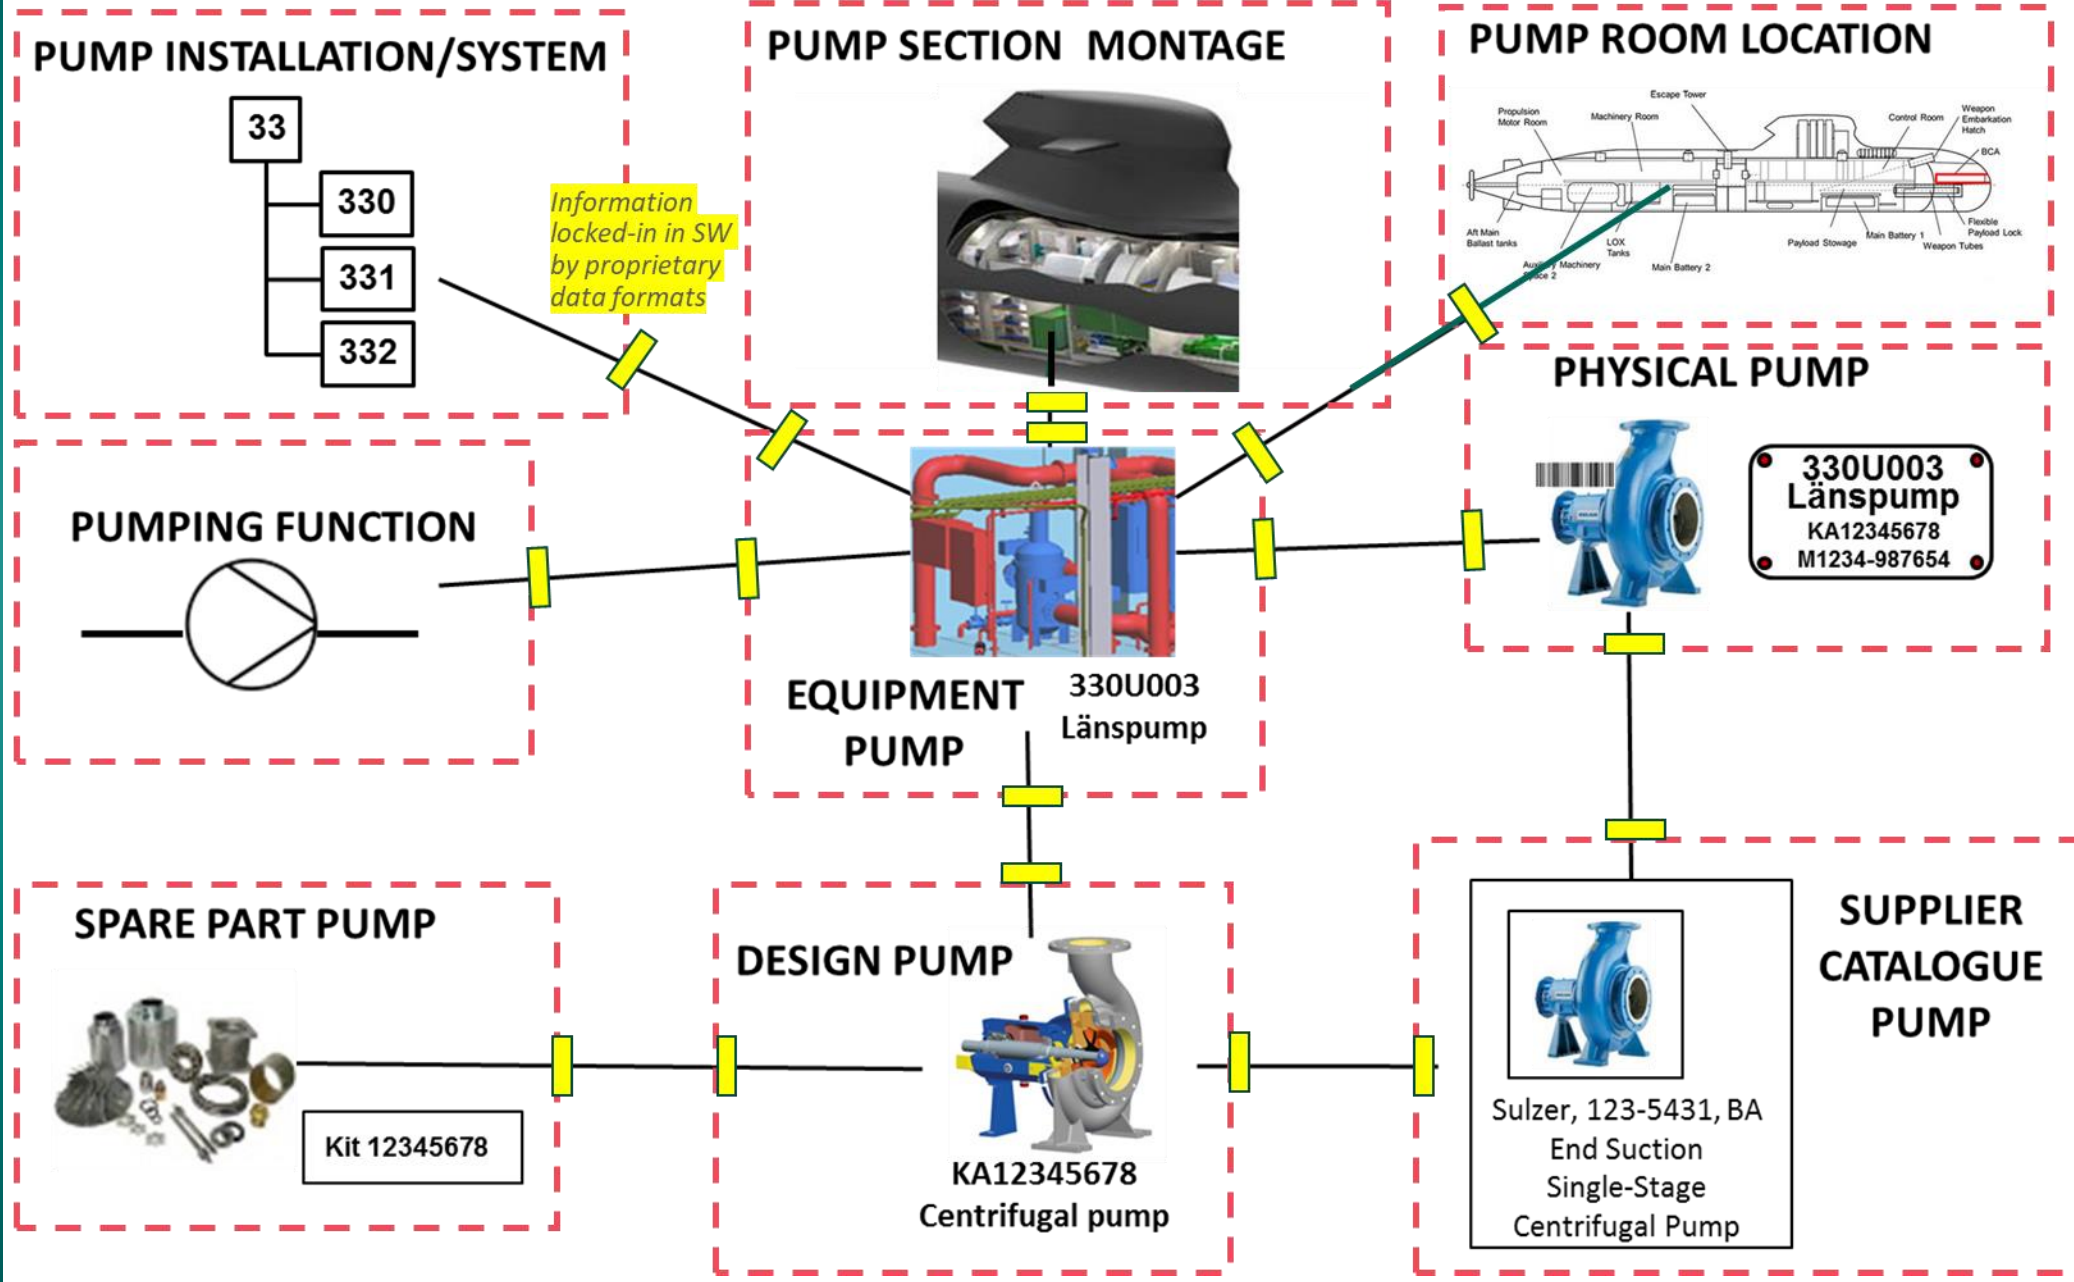 PUMP INSTALLATION/SYSTEM
33
330
331
332
Information
locked-in in SW
by proprietary
data formats
PUMP SECTION MONTAGE
PUMP ROOM LOCATION
Escape Tower
Propulsion
Motor Room
Machinery Room
Control Room
Weapon
Embarkation
Hatch
BCA
Aft Main
Ballast tanks
LOX
Tanks
Main Battery 2
Payload Stowage
Main Battery 1
Weapon Tubes
Flexible
Payload Lock
Auxiliary Machinery
Space 2
PUMPING FUNCTION
EQUIPMENT
PUMP
330U003
Länspump
PHYSICAL PUMP
330U003
Länspump
KA12345678
M1234-987654
SPARE PART PUMP
Kit 12345678
DESIGN PUMP
KA12345678
Centrifugal pump
SUPPLIER
CATALOGUE
PUMP
Sulzer, 123-5431, BA
End Suction
Single-Stage
Centrifugal Pump